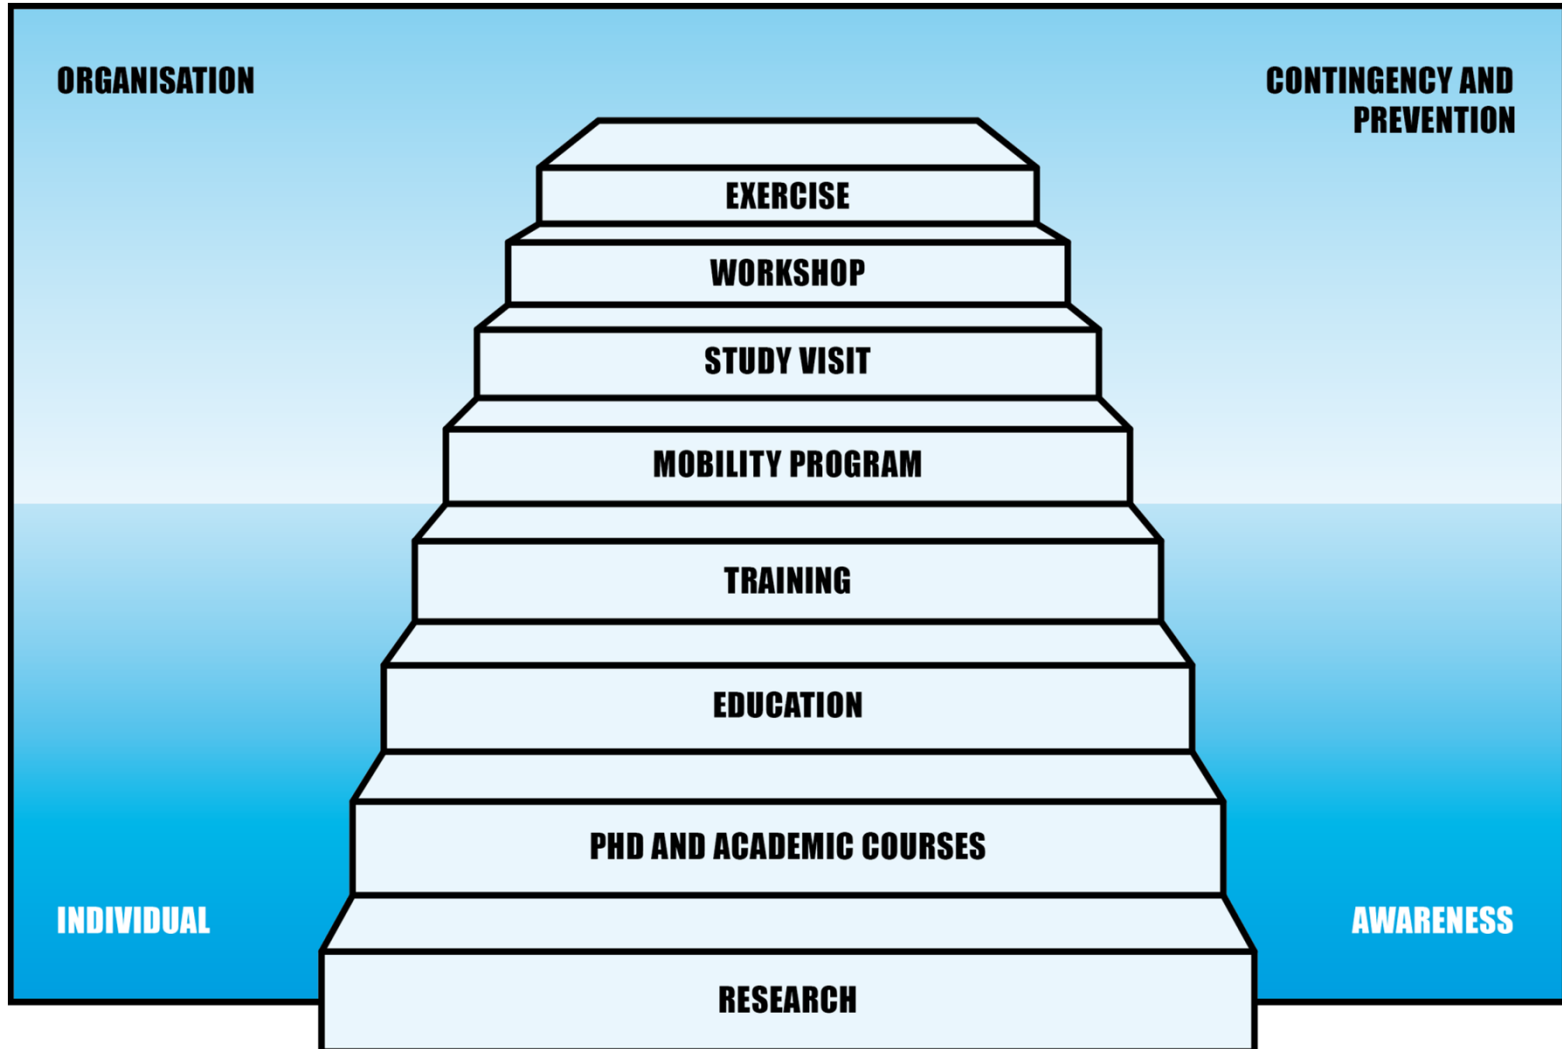 ORGANISATION
CONTINGENCY AND
PREVENTION
EXERCISE
WORKSHOP
STUDY VISIT
MOBILITY PROGRAM
TRAINING
EDUCATION
PHD AND ACADEMIC COURSES
INDIVIDUAL
AWARENESS
RESEARCH